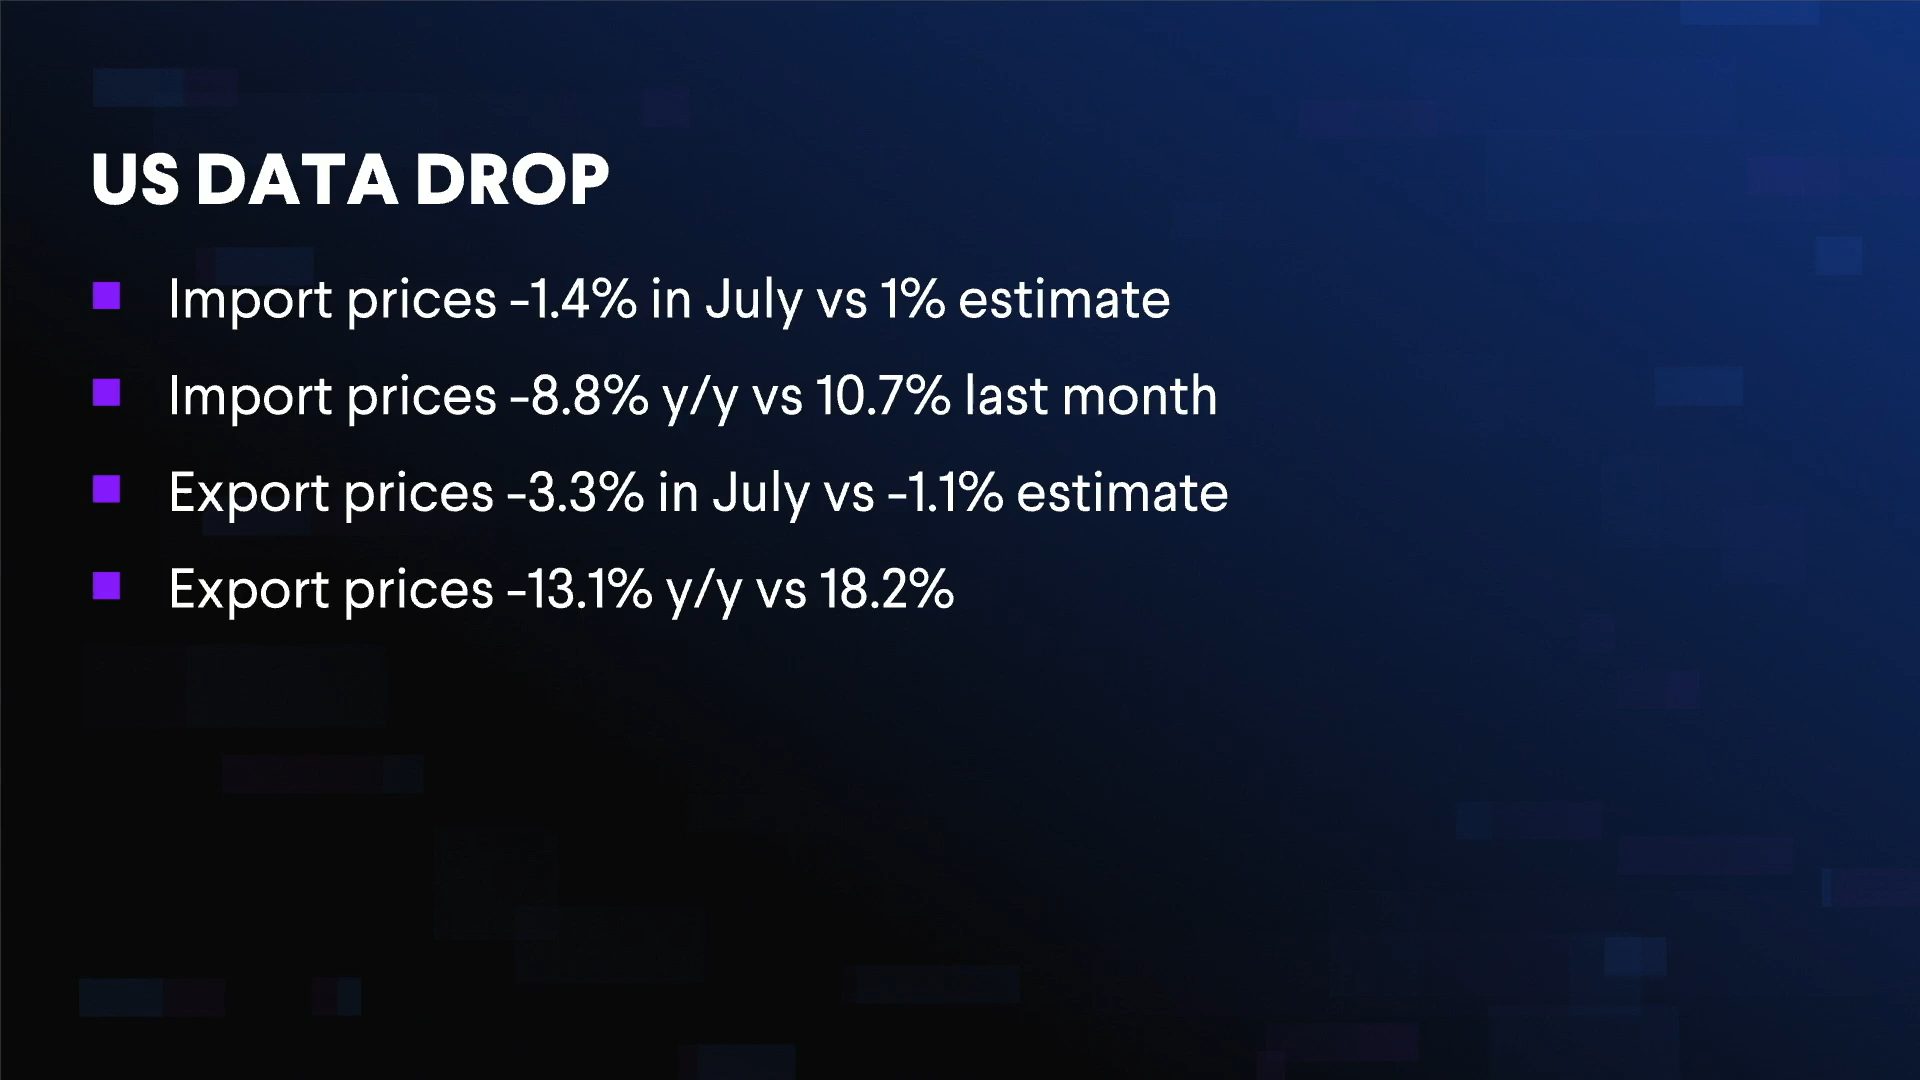 US DATA DROP
Import prices -1.4% in July vs 1% estimate
Import prices -8.8% y/y vs 10.7% last month
Export prices -3.3% in July vs -1.1% estimate
Export prices -13.1% y/y vs 18.2%